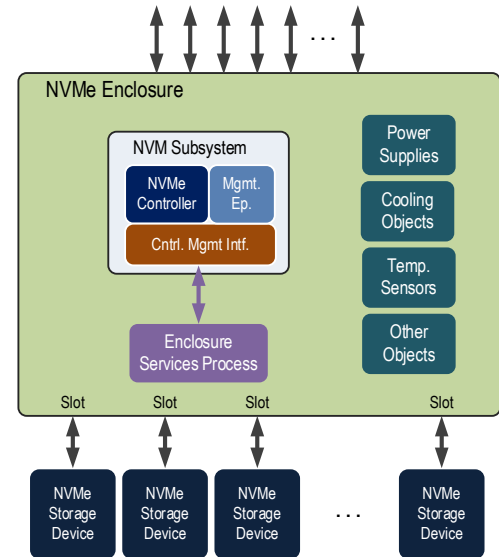 ...
NVMe Enclosure
NVM Subsystem
NVMe
Controller
Mgmt.
Ep.
Cntrl. Mgmt Intf.
Enclosure
Services Process
Power
Supplies
Cooling
Objects
Temp.
Sensors
Other
Objects
Slot
Slot
Slot
Slot
NVMe
Storage
Device
NVMe
Storage
Device
NVMe
Storage
Device
...
NVMe
Storage
Device